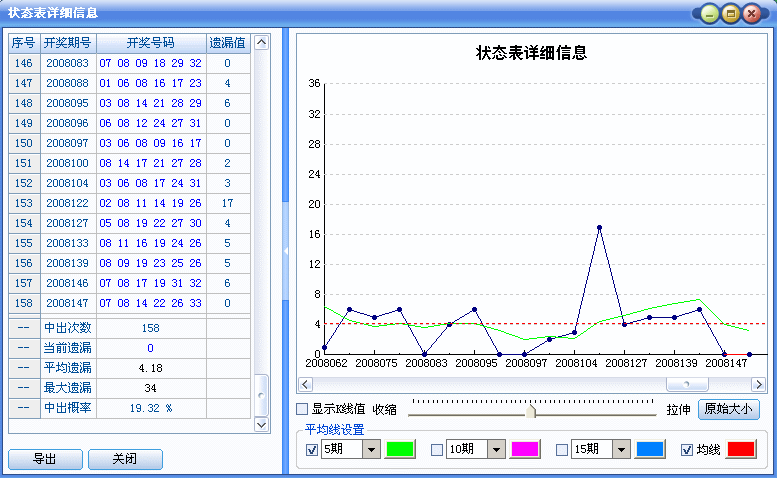 状态表详细信息
序号 开奖期号 开奖号码 遗漏值
146 2008083 07 08 09 18 29 32 0
147 2008088 01 06 08 16 17 23 4
148 2008095 03 08 14 21 28 29 6
149 2008096 06 08 12 24 27 31 0
150 2008097 03 06 08 09 16 17 0
151 2008100 08 14 17 21 27 28 2
152 2008104 03 06 08 17 24 31 3
153 2008122 02 08 11 14 19 26 17
154 2008127 05 08 19 22 27 30 4
155 2008133 08 11 16 19 24 26 5
156 2008139 08 09 19 23 25 26 5
157 2008146 07 08 17 19 31 32 6
158 2008147 07 08 14 22 26 33 0
-- 中出次数 158
-- 当前遗漏 0
-- 平均遗漏 4.18
-- 最大遗漏 34
-- 中出概率 19.32 %
导出 关闭
状态表详细信息
36
32
28
24
20
16
12
8
4
0
2008062 2008075 2008083 2008095 2008097 2008104 2008127 2008139 2008147
显示K线值 收缩 拉伸 原始大小
平均线设置
5期 10期 15期 均线